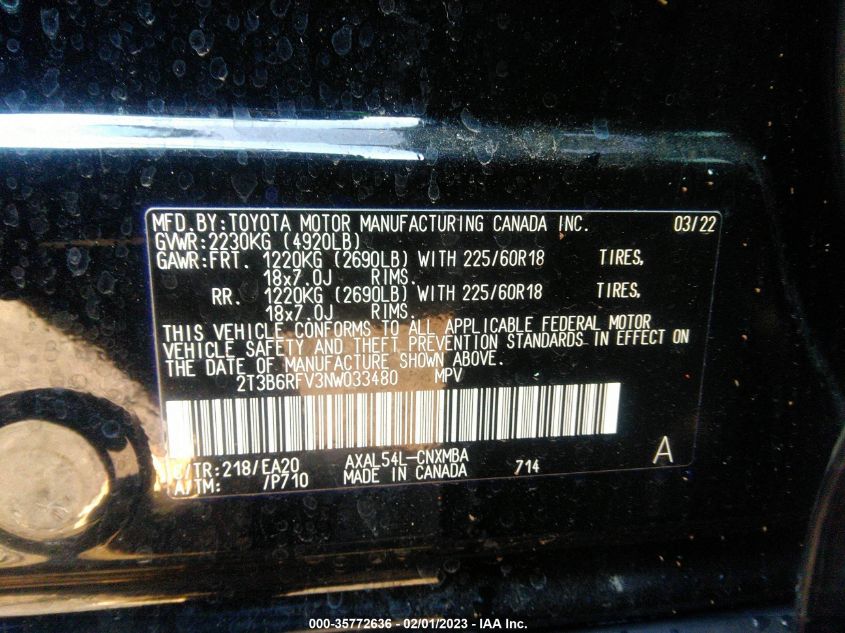 MFD.BY:TOYOTA MOTOR MANUFACTURING CANADA INC. 03/22
GVWR:2230KG (4920LB)
GAWR:FRT. 1220KG (2690LB) WITH 225/60R18 TIRES,
18x7.0J RIMS.
RR. 1220KG (2690LB) WITH 225/60R18 TIRES,
18x7.0J RIMS.
THIS VEHICLE CONFORMS TO ALL APPLICABLE FEDERAL MOTOR
VEHICLE SAFETY AND THEFT PREVENTION STANDARDS IN EFFECT ON
THE DATE OF MANUFACTURE SHOWN ABOVE.
2T3B6RFV3NW033480 MPV
C/TR:218/EA20 AXAL54L-CNXMBA 714 A
A/TM: /P710 MADE IN CANADA
000-35772636 - 02/01/2023 - IAA Inc.